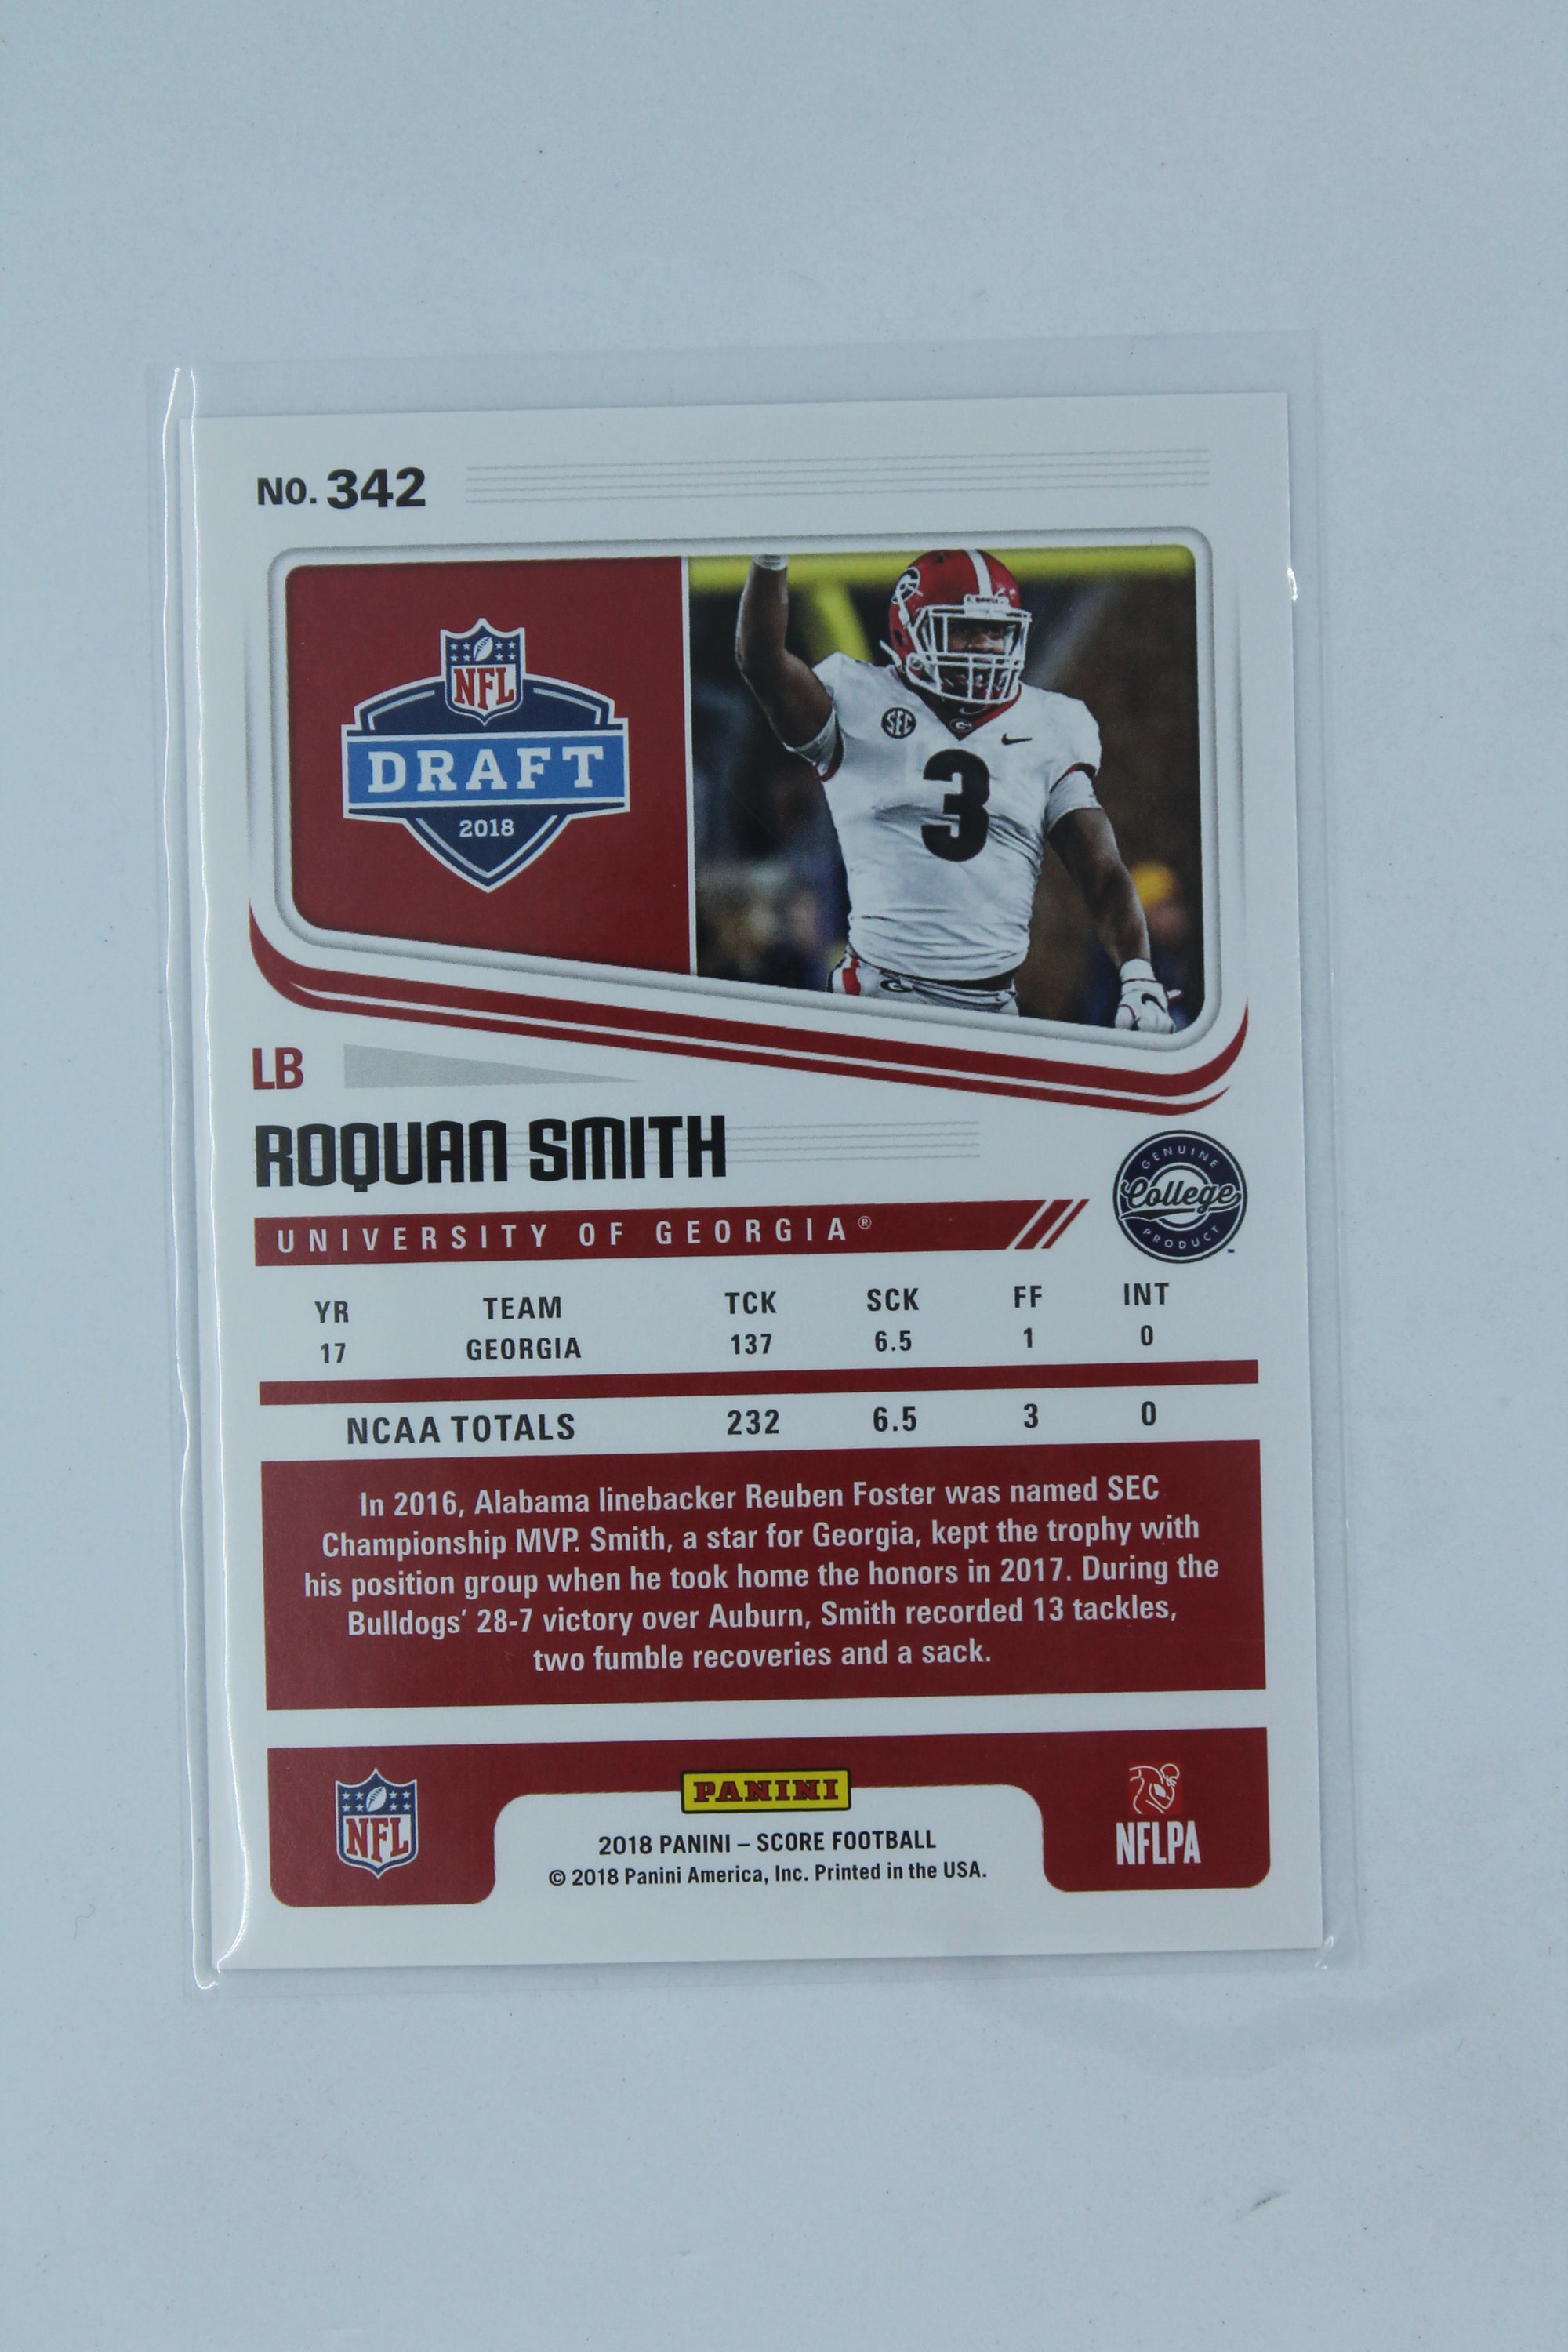 NO. 342
NFL
DRAFT
2018
SEC
G
3
LB
ROQUAN SMITH
UNIVERSITY OF GEORGIA®
GENUINE
College
PRODUCT
YR TEAM TCK SCK FF INT
17 GEORGIA 137 6.5 1 0
NCAA TOTALS 232 6.5 3 0
In 2016, Alabama linebacker Reuben Foster was named SEC
Championship MVP. Smith, a star for Georgia, kept the trophy with
his position group when he took home the honors in 2017. During the
Bulldogs' 28-7 victory over Auburn, Smith recorded 13 tackles,
two fumble recoveries and a sack.
NFL
PANINI
2018 PANINI – SCORE FOOTBALL
© 2018 Panini America, Inc. Printed in the USA.
NFLPA